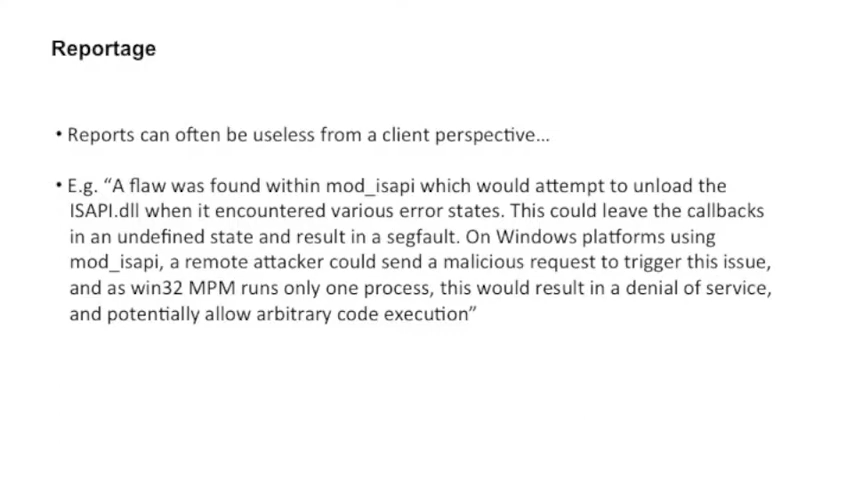 Reportage
• Reports can often be useless from a client perspective…
• E.g. “A flaw was found within mod_isapi which would attempt to unload the
ISAPI.dll when it encountered various error states. This could leave the callbacks
in an undefined state and result in a segfault. On Windows platforms using
mod_isapi, a remote attacker could send a malicious request to trigger this issue,
and as win32 MPM runs only one process, this would result in a denial of service,
and potentially allow arbitrary code execution”